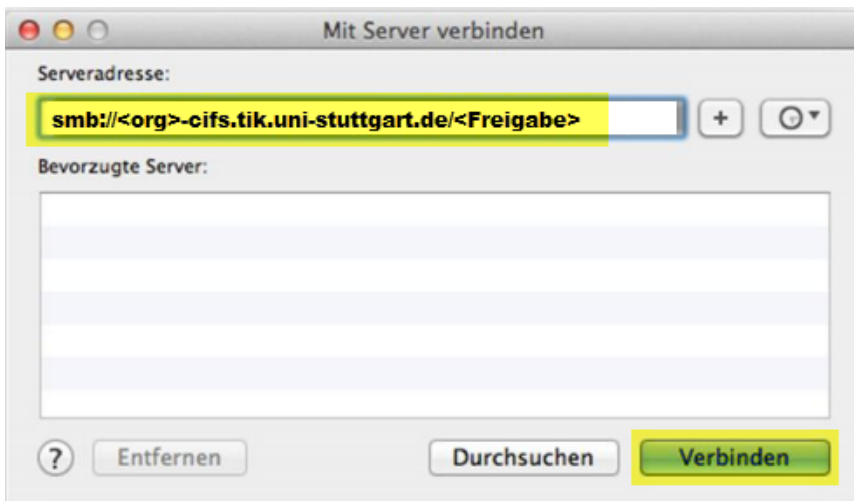 Mit Server verbinden
Serveradresse:
smb://<org>-cifs.tik.uni-stuttgart.de/<Freigabe>
+
Bevorzugte Server:
? Entfernen Durchsuchen Verbinden